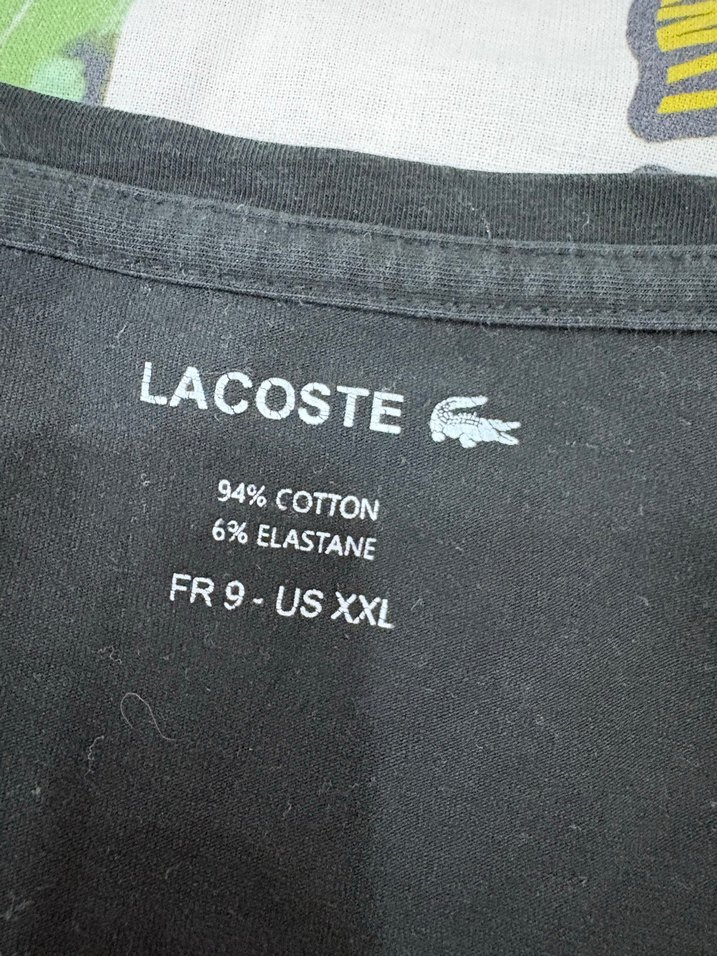 LACOSTE
94% COTTON
6% ELASTANE
FR 9 - US XXL